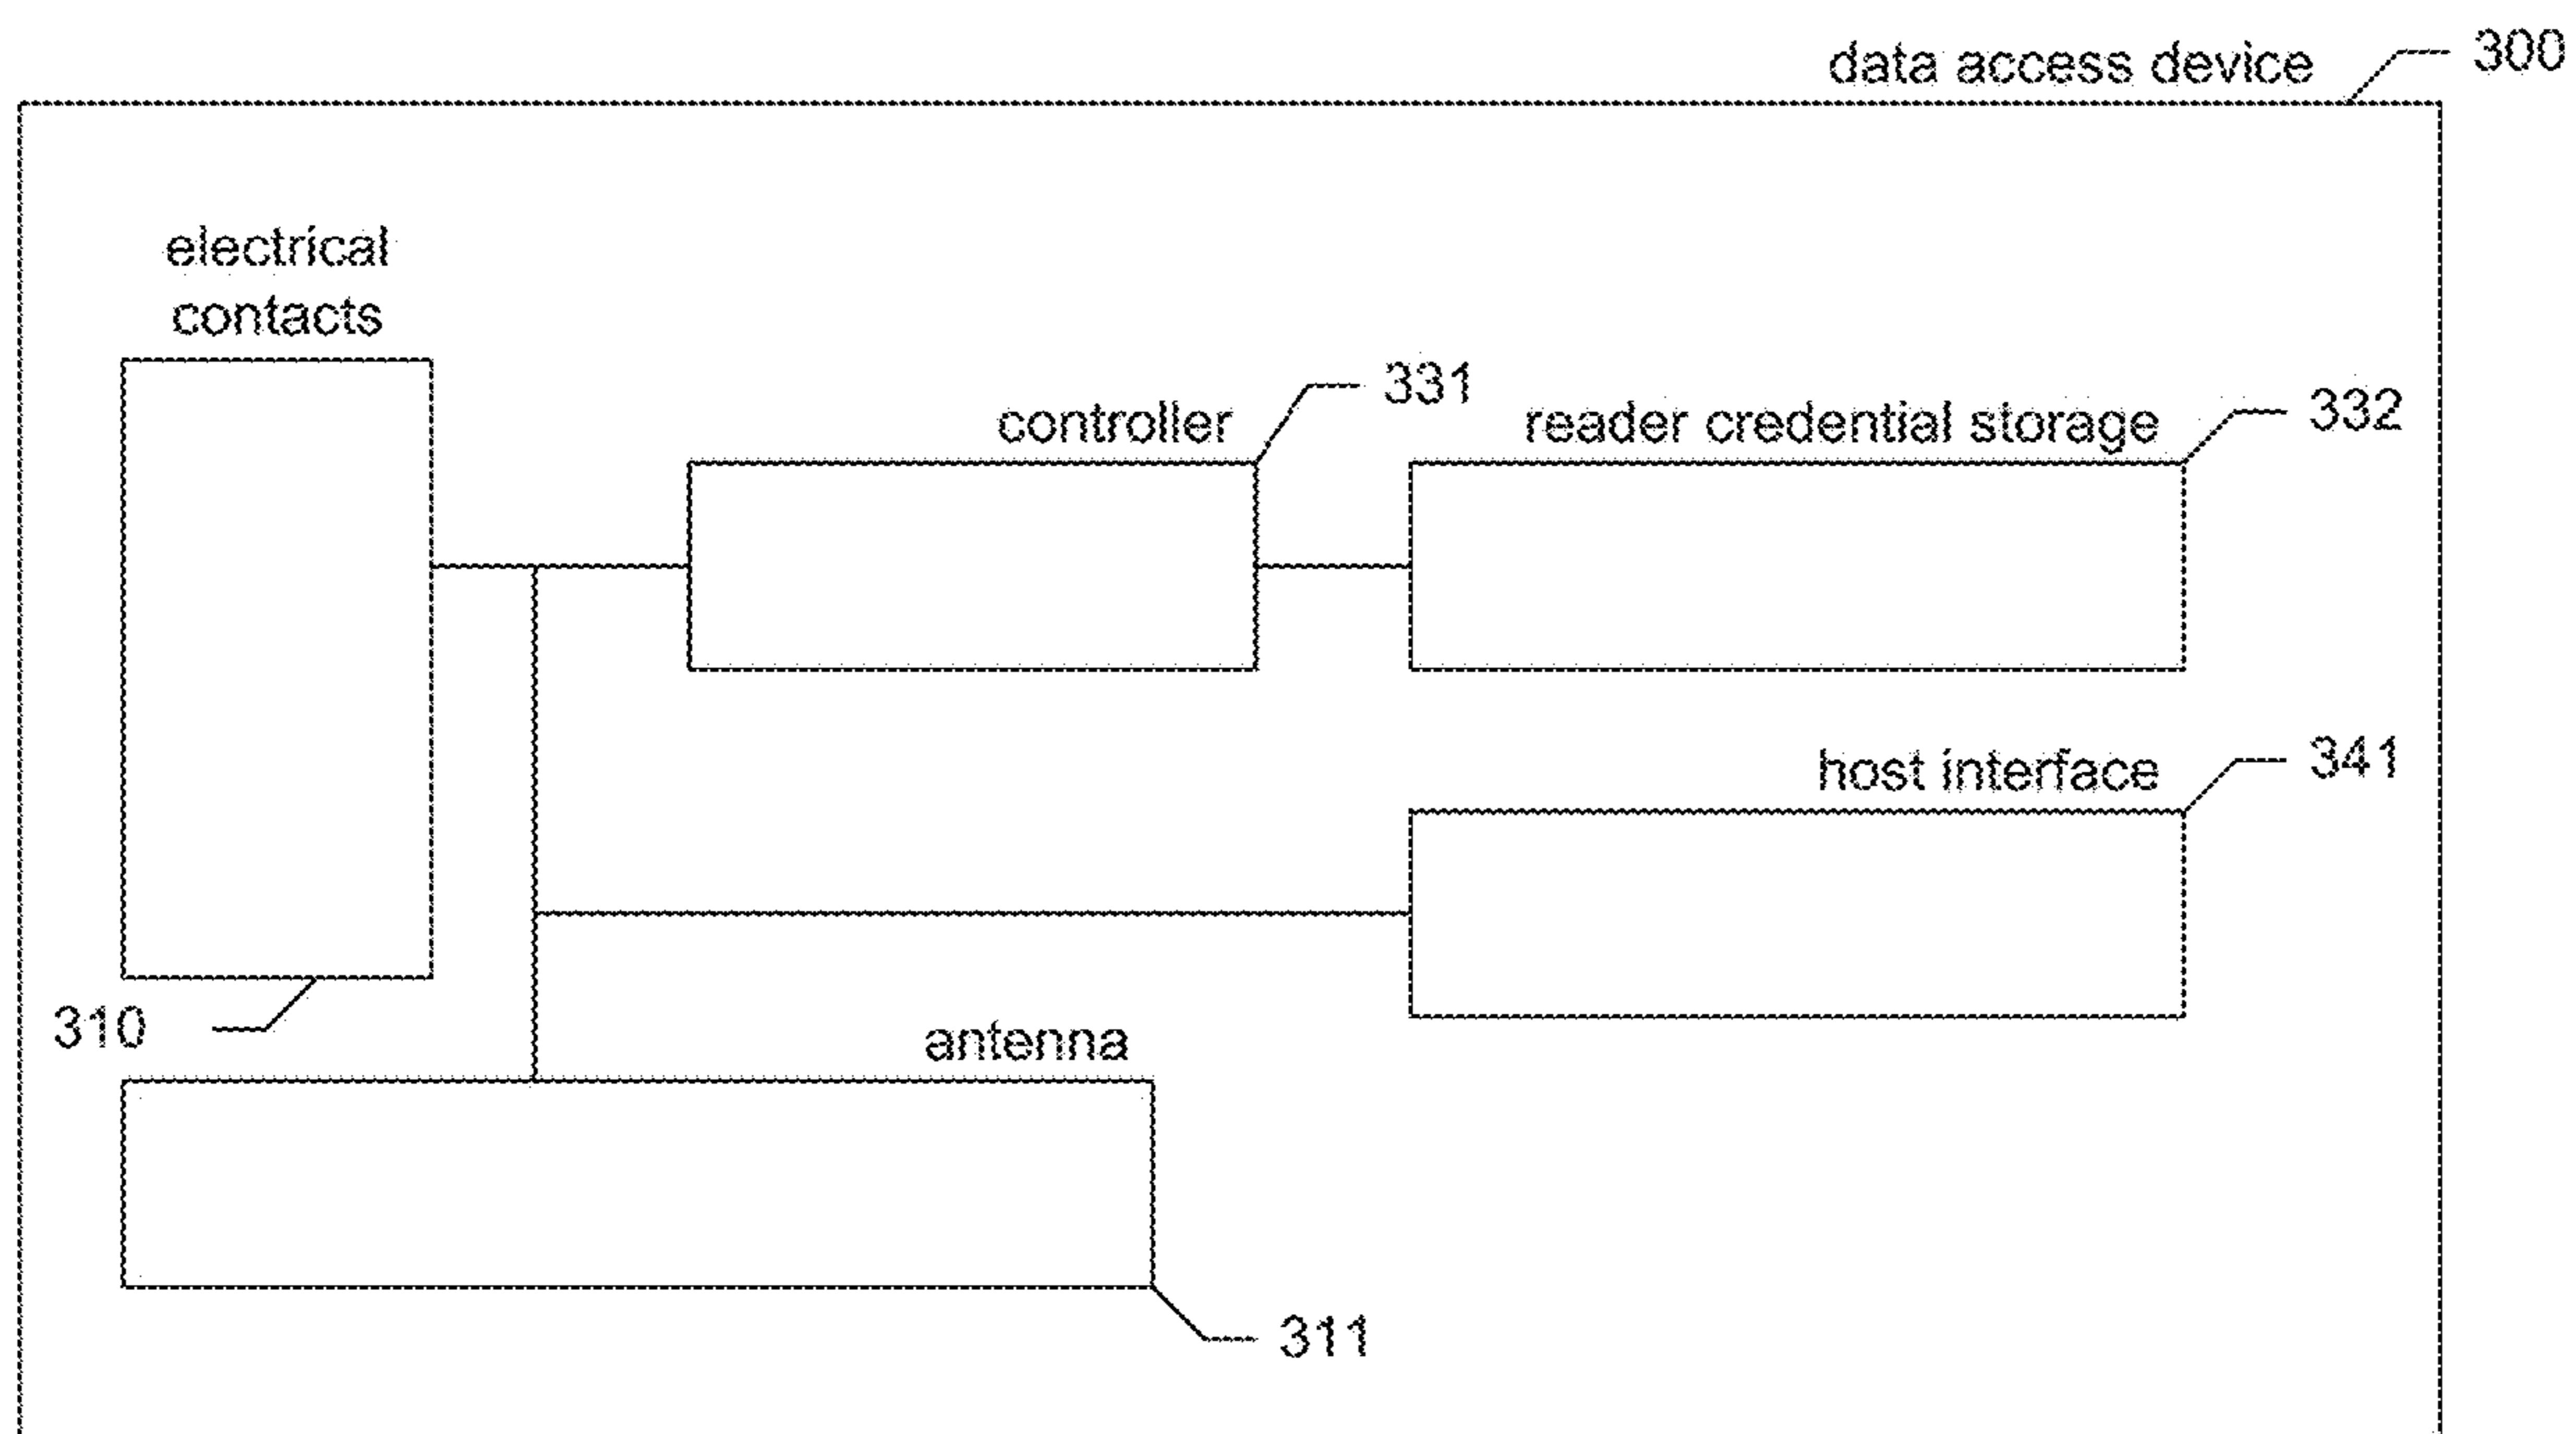 data access device 300
electrical
contacts
controller 331
reader credential storage 332
host interface 341
310
antenna
311